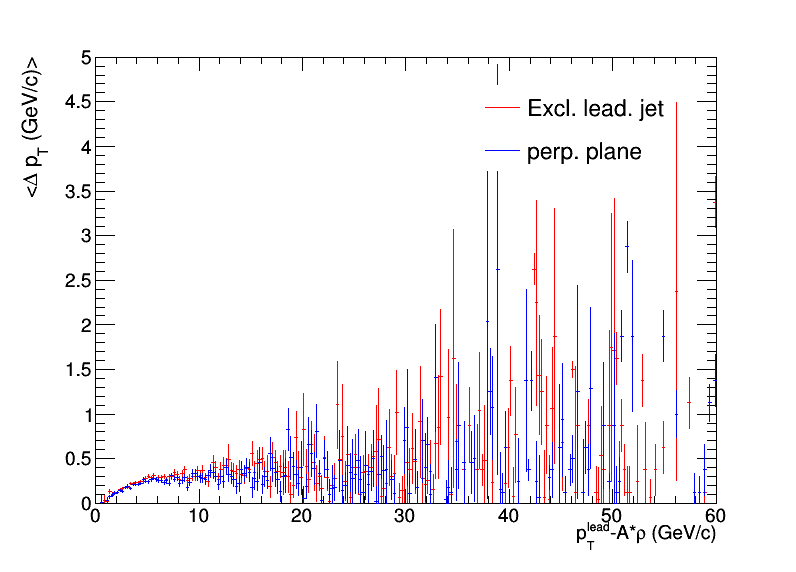 <Δ p_T (GeV/c)>
5
4.5
4
3.5
3
2.5
2
1.5
1
0.5
0
Excl. lead. jet
perp. plane
0 10 20 30 40 50 60
p_T^lead-A*ρ (GeV/c)